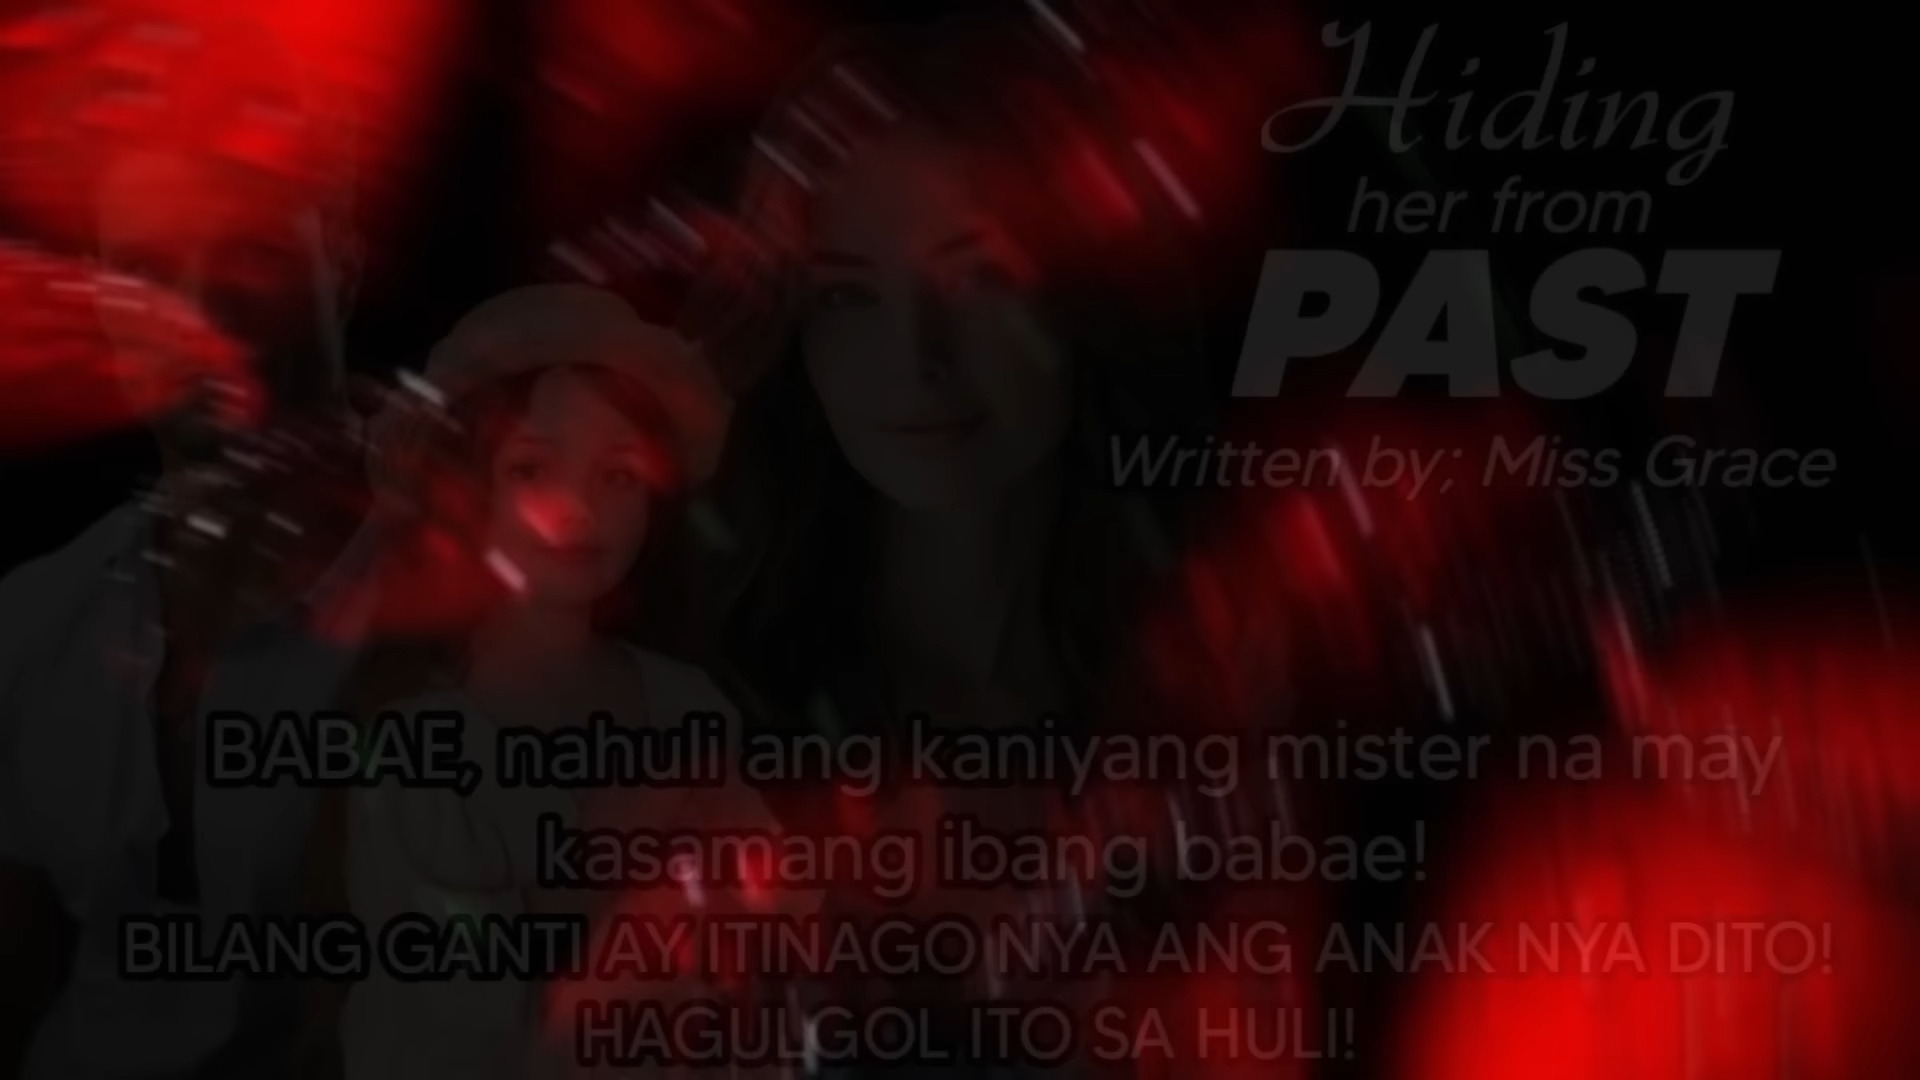 Hiding
her from
PAST
Written by; Miss Grace
BABAE, nahuli ang kaniyang mister na may
kasamang ibang babae!
BILANG GANTI AY ITINAGO NYA ANG ANAK NYA DITO!
HAGULGOL ITO SA HULI!